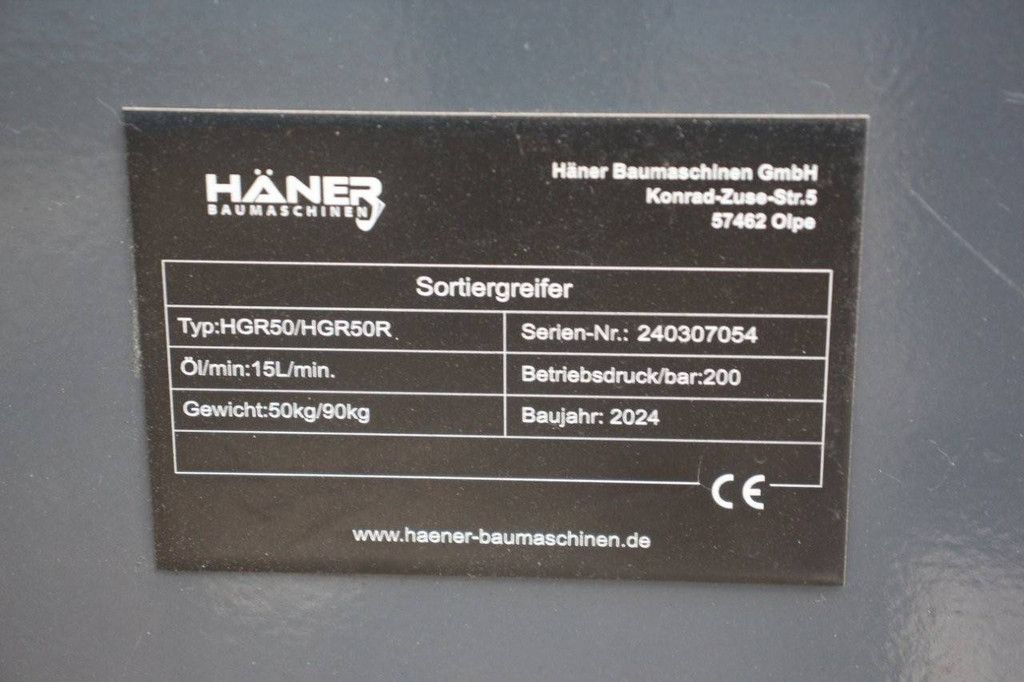 HÄNER
BAUMASCHINEN
Häner Baumaschinen GmbH
Konrad-Zuse-Str.5
57462 Olpe
Sortiergreifer
Typ:HGR50/HGR50R
Serien-Nr.: 240307054
Öl/min:15L/min.
Betriebsdruck/bar:200
Gewicht:50kg/90kg
Baujahr: 2024
CE
www.haener-baumaschinen.de